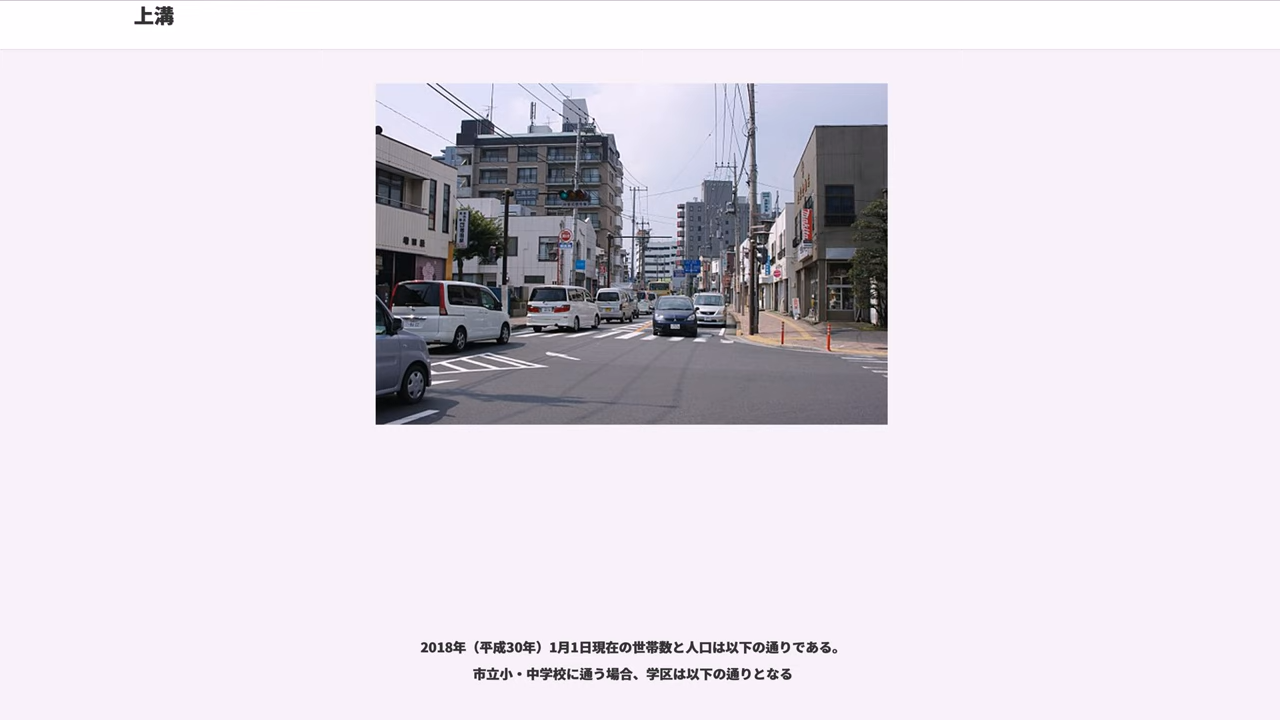 上溝
2018年（平成30年）1月1日現在の世帯数と人口は以下の通りである。
市立小・中学校に通う場合、学区は以下の通りとなる